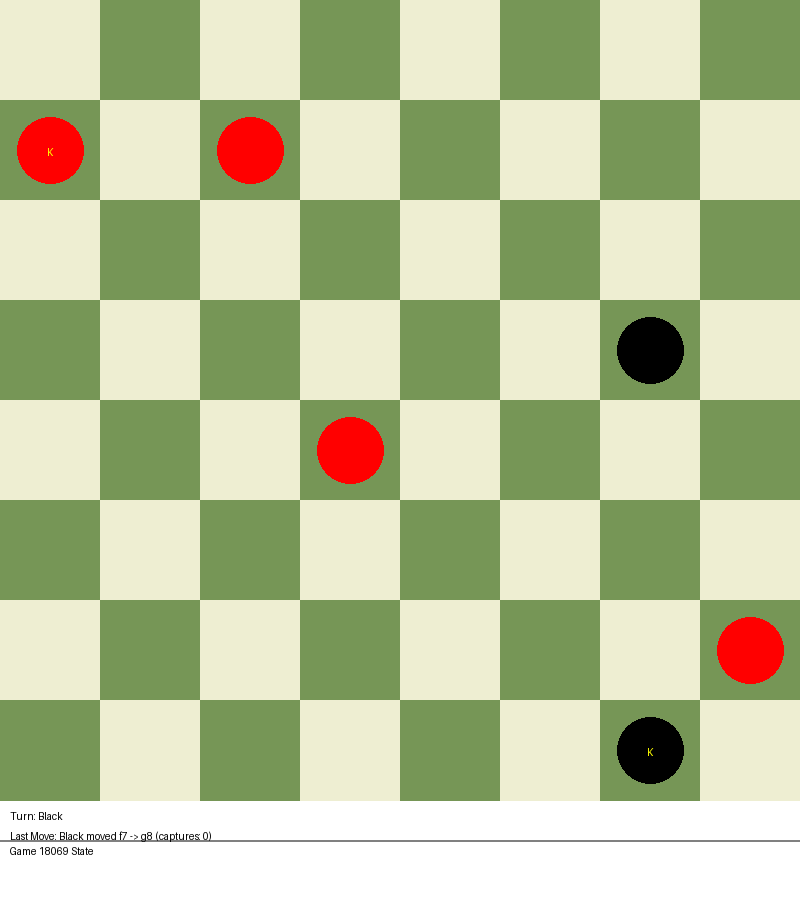 K
K
Turn: Black
Last Move: Black moved f7 -> g8 (captures: 0)
Game 18069 State